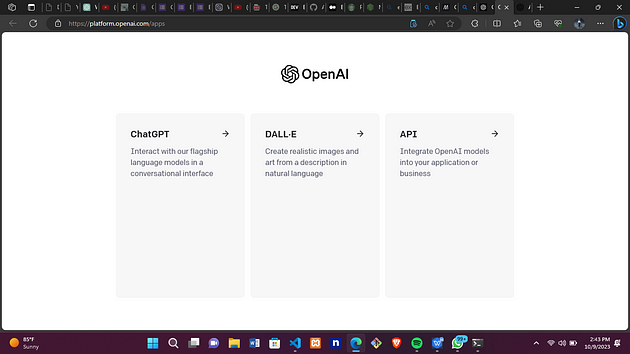 https://platform.openai.com/apps
OpenAI
ChatGPT
Interact with our flagship
language models in a
conversational interface
DALL·E
Create realistic images and
art from a description in
natural language
API
Integrate OpenAI models
into your application or
business
85°F
Sunny
2:43 PM
10/9/2023